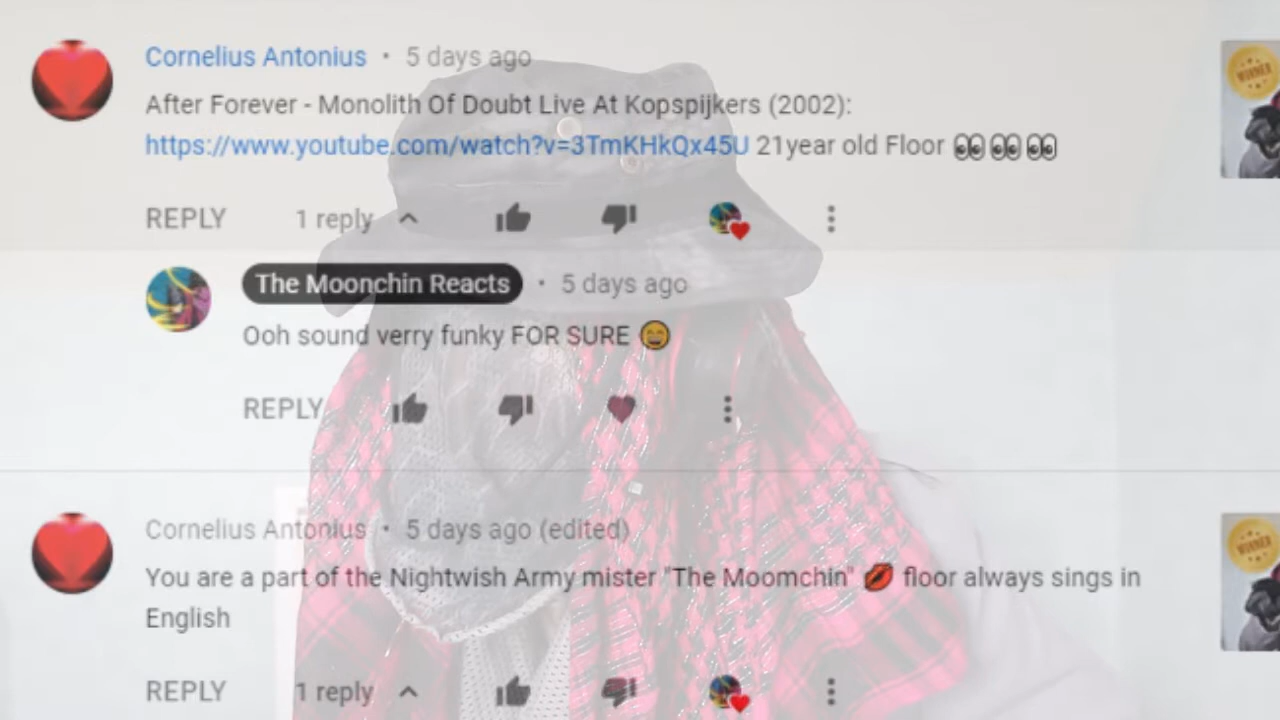 Cornelius Antonius • 5 days ago
After Forever - Monolith Of Doubt Live At Kopspijkers (2002):
https://www.youtube.com/watch?v=3TmKHkQx45U 21year old Floor 👀👀👀
REPLY 1 reply
The Moonchin Reacts • 5 days ago
Ooh sound verry funky FOR SURE 😄
REPLY
Cornelius Antonius • 5 days ago (edited)
You are a part of the Nightwish Army mister "The Moomchin" 💋 floor always sings in
English
REPLY 1 reply
WINNER
WINNER